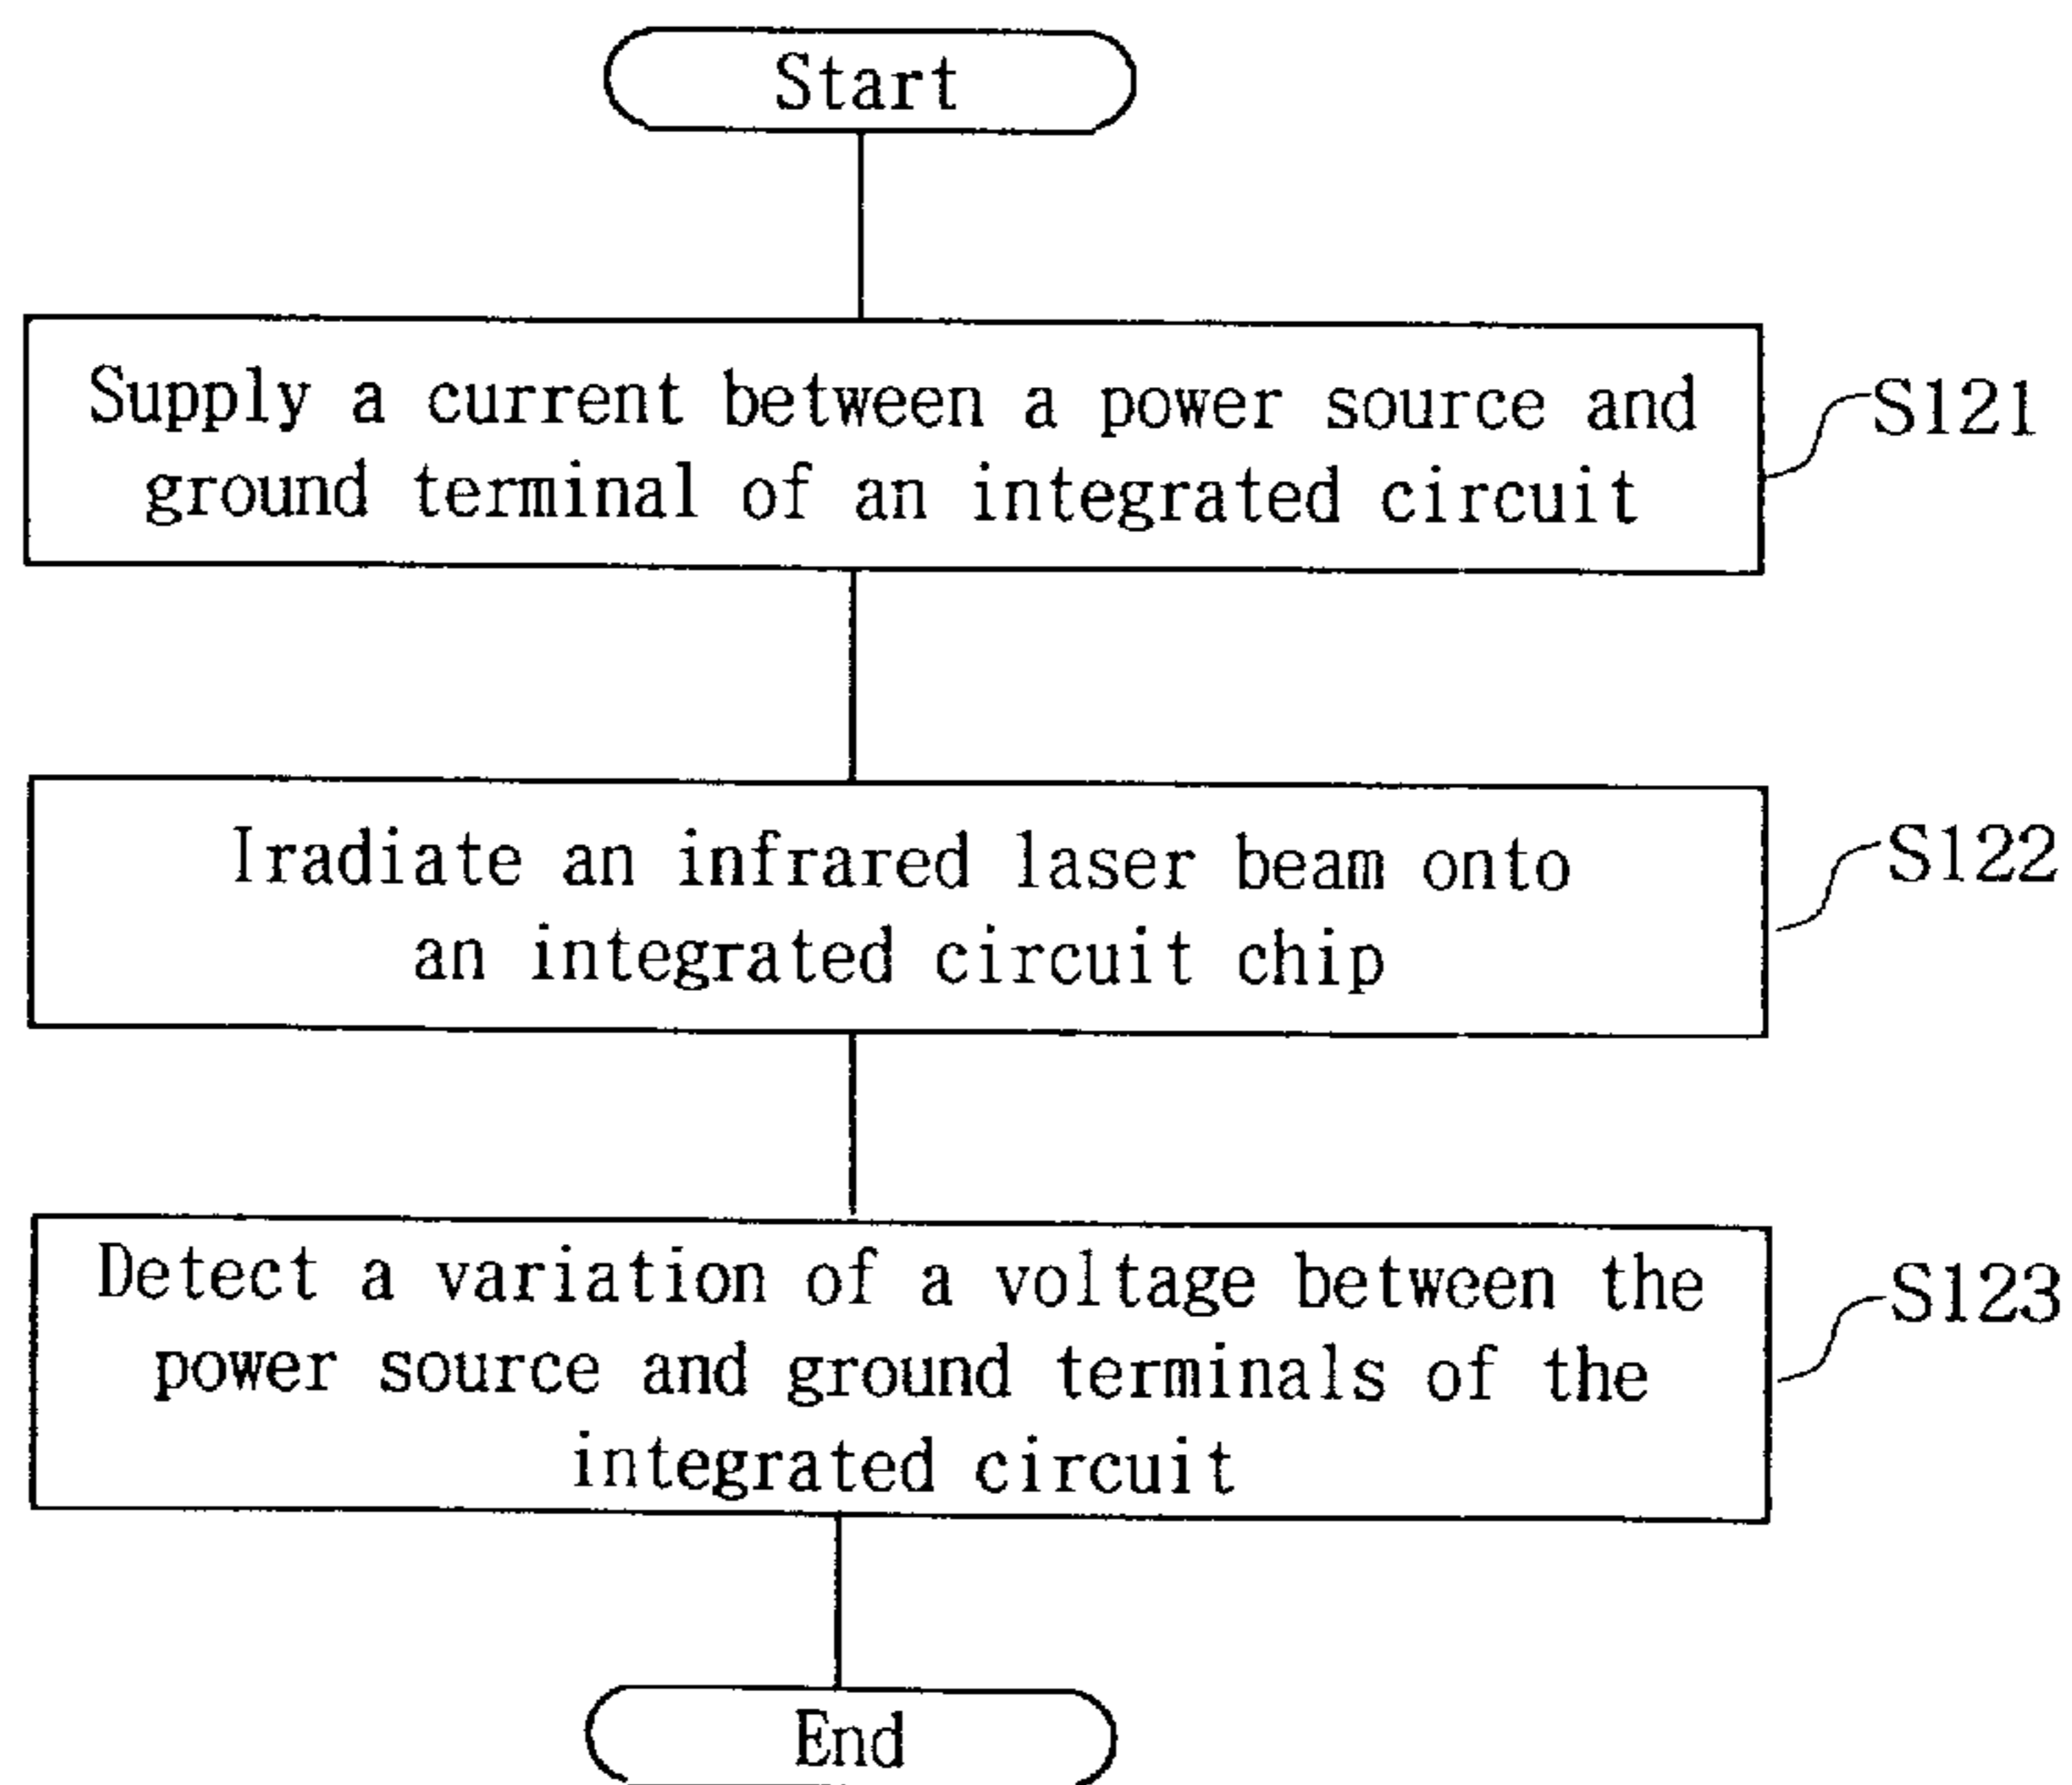 Start
Supply a current between a power source and
ground terminal of an integrated circuit
S121
Iradiate an infrared laser beam onto
an integrated circuit chip
S122
Detect a variation of a voltage between the
power source and ground terminals of the
integrated circuit
S123
End